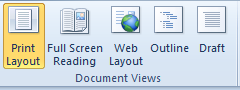 Print Layout
Full Screen Reading
Web Layout
Outline
Draft
Document Views